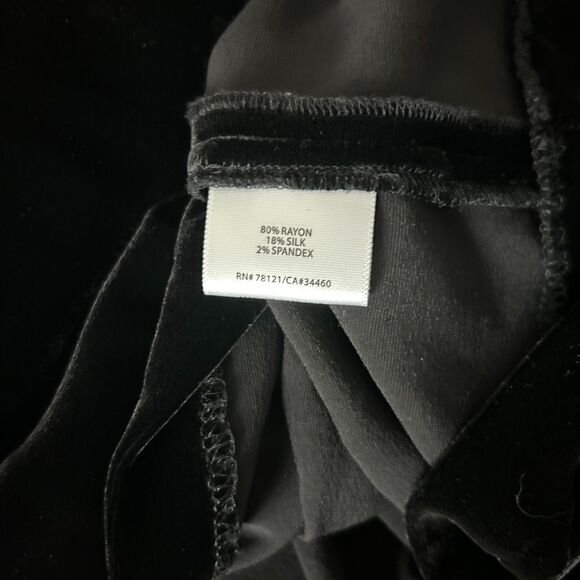 80% RAYON
18% SILK
2% SPANDEX
RN# 78121/CA#34460